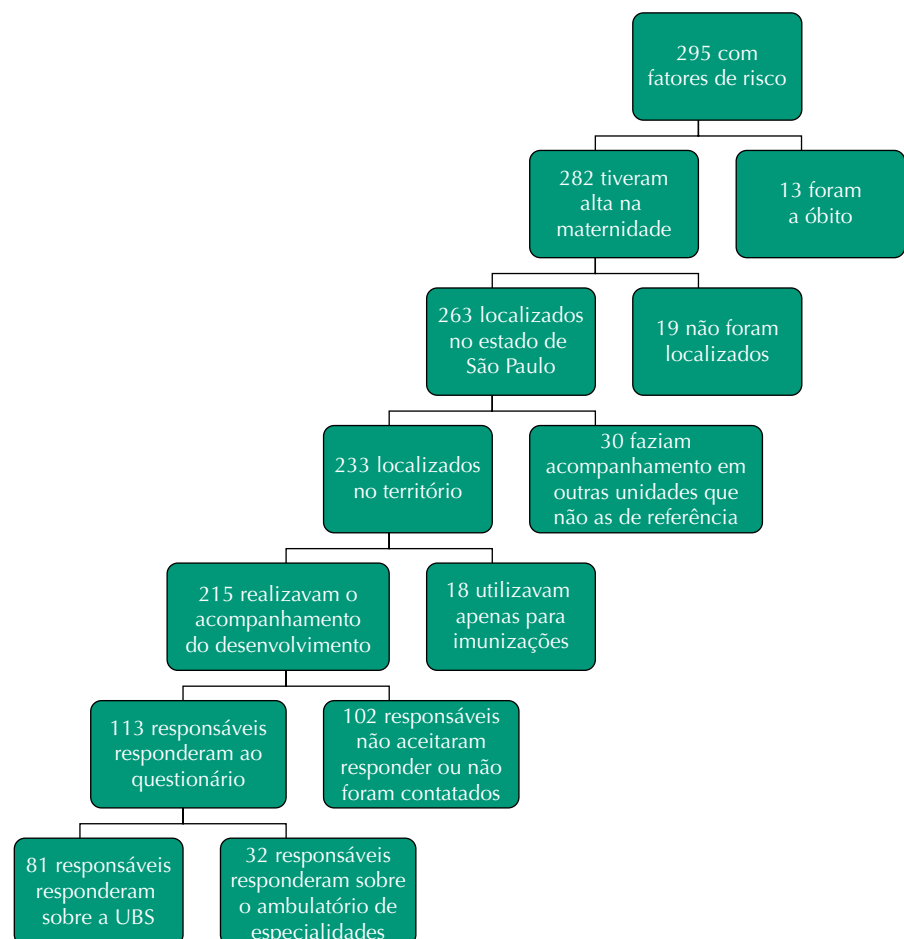 295 com
fatores de risco
282 tiveram
alta na
maternidade
13 foram
a óbito
263 localizados
no estado de
São Paulo
19 não foram
localizados
233 localizados
no território
30 faziam
acompanhamento em
outras unidades que
não as de referência
215 realizavam o
acompanhamento
do desenvolvimento
18 utilizavam
apenas para
imunizações
113 responsáveis
responderam ao
questionário
102 responsáveis
não aceitaram
responder ou não
foram contatados
81 responsáveis
responderam
sobre a UBS
32 responsáveis
responderam sobre
o ambulatório de
especialidades